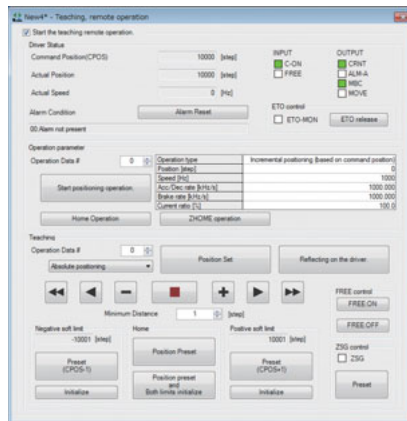 New4* - Teaching, remote operation
Start the teaching remote operation.
Driver Status
Command Position(CPOS) 10000 [step]
Actual Position 10000 [step]
Actual Speed 0 [Hz]
Alarm Condition Alarm Reset
00:Alarm not present
INPUT
C-ON
FREE
OUTPUT
CRNT
ALM-A
MBC
MOVE
ETO control
ETO-MON ETO release
Operation parameter
Operation Data # 0
Operation type Incremental positioning (based on command position)
Position [step] 0
Speed [Hz] 1000
Acc/Dec rate [kHz/s] 1000.000
Brake rate [kHz/s] 1000.000
Current ratio [%] 100.0
Start positioning operation.
Home Operation ZHOME operation
Teaching
Operation Data # 0
Absolute positioning
Position Set Reflecting on the driver.
Minimum Distance 1 [step]
FREE control
FREE:ON
FREE:OFF
ZSG control
ZSG
Preset
Negative soft limit
-10001 [step]
Preset
(CPOS-1)
Initialize
Home
Position Preset
Position preset
and
Both limits initialize
Positive soft limit
10001 [step]
Preset
(CPOS+1)
Initialize